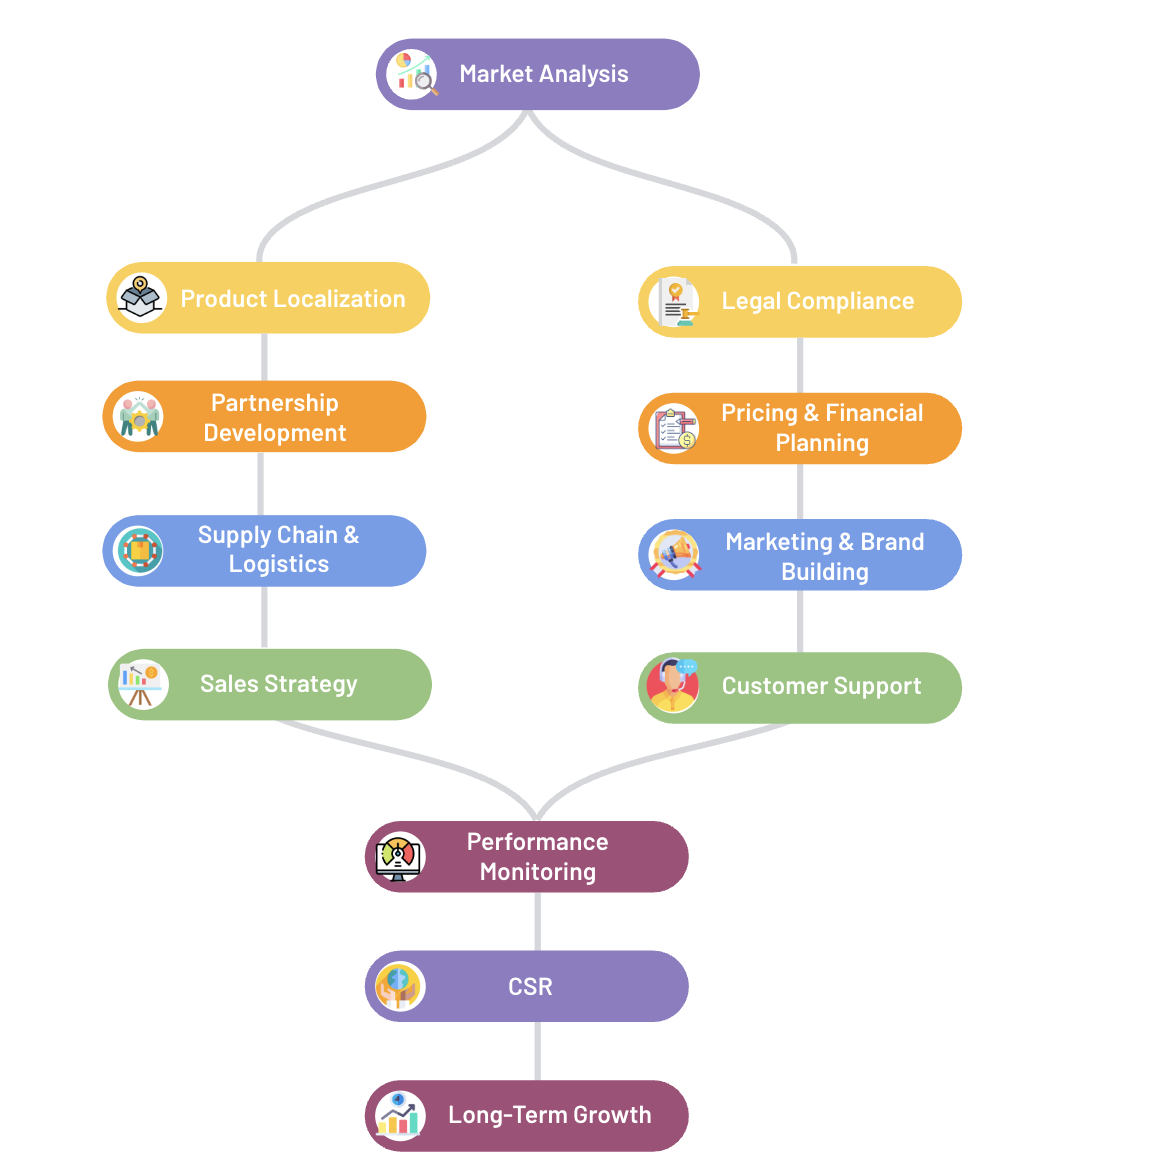 Market Analysis
Product Localization
Legal Compliance
Partnership
Development
Pricing & Financial
Planning
Supply Chain &
Logistics
Marketing & Brand
Building
Sales Strategy
Customer Support
Performance
Monitoring
CSR
Long-Term Growth